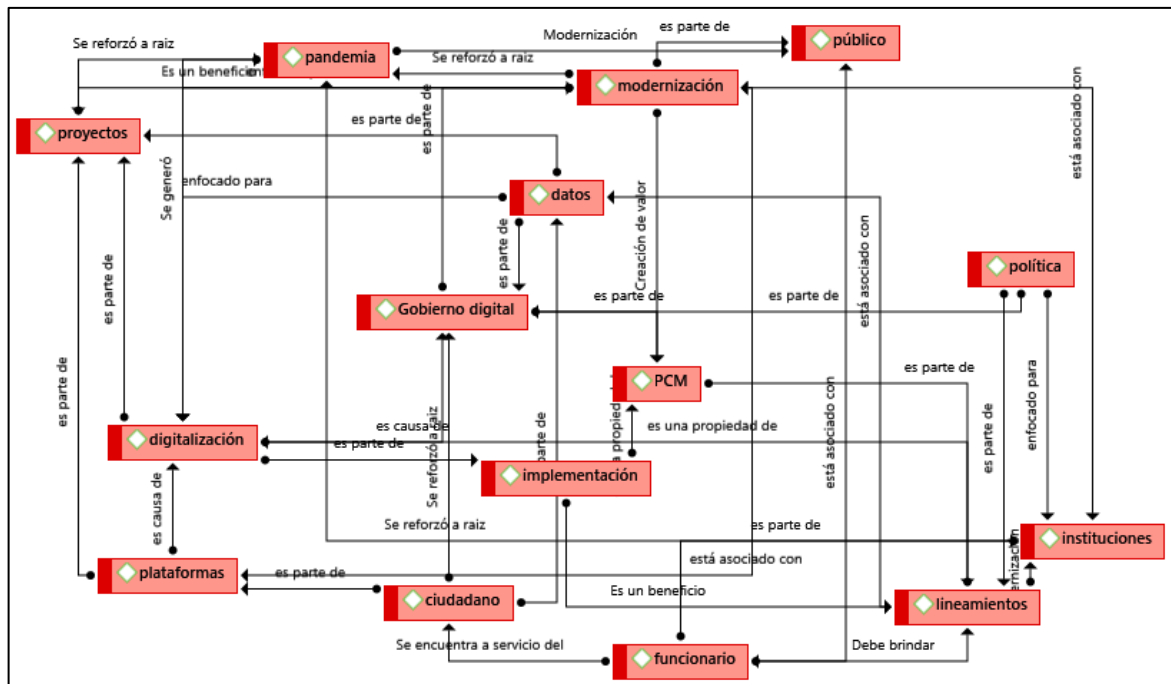 es parte de
público
Modernización
Se reforzó a raiz
pandemia
Se reforzó a raiz
Es un beneficio
modernización
proyectos
es parte de
es parte de
está asociado con
enfocado para
Se generó
datos
Creación de valor
es parte de
está asociado con
política
es parte de
Gobierno digital
es parte de
es parte de
es parte de
PCM
es parte de
es parte de
enfocado para
es parte de
digitalización
es causa de
es parte de
Se reforzó a raiz
parte de
es una propiedad de
está asociado con
implementación
es causa de
Se reforzó a raiz
es parte de
instituciones
plataformas
es parte de
está asociado con
ciudadano
Es un beneficio
lineamientos
Se encuentra a servicio del
funcionario
Debe brindar